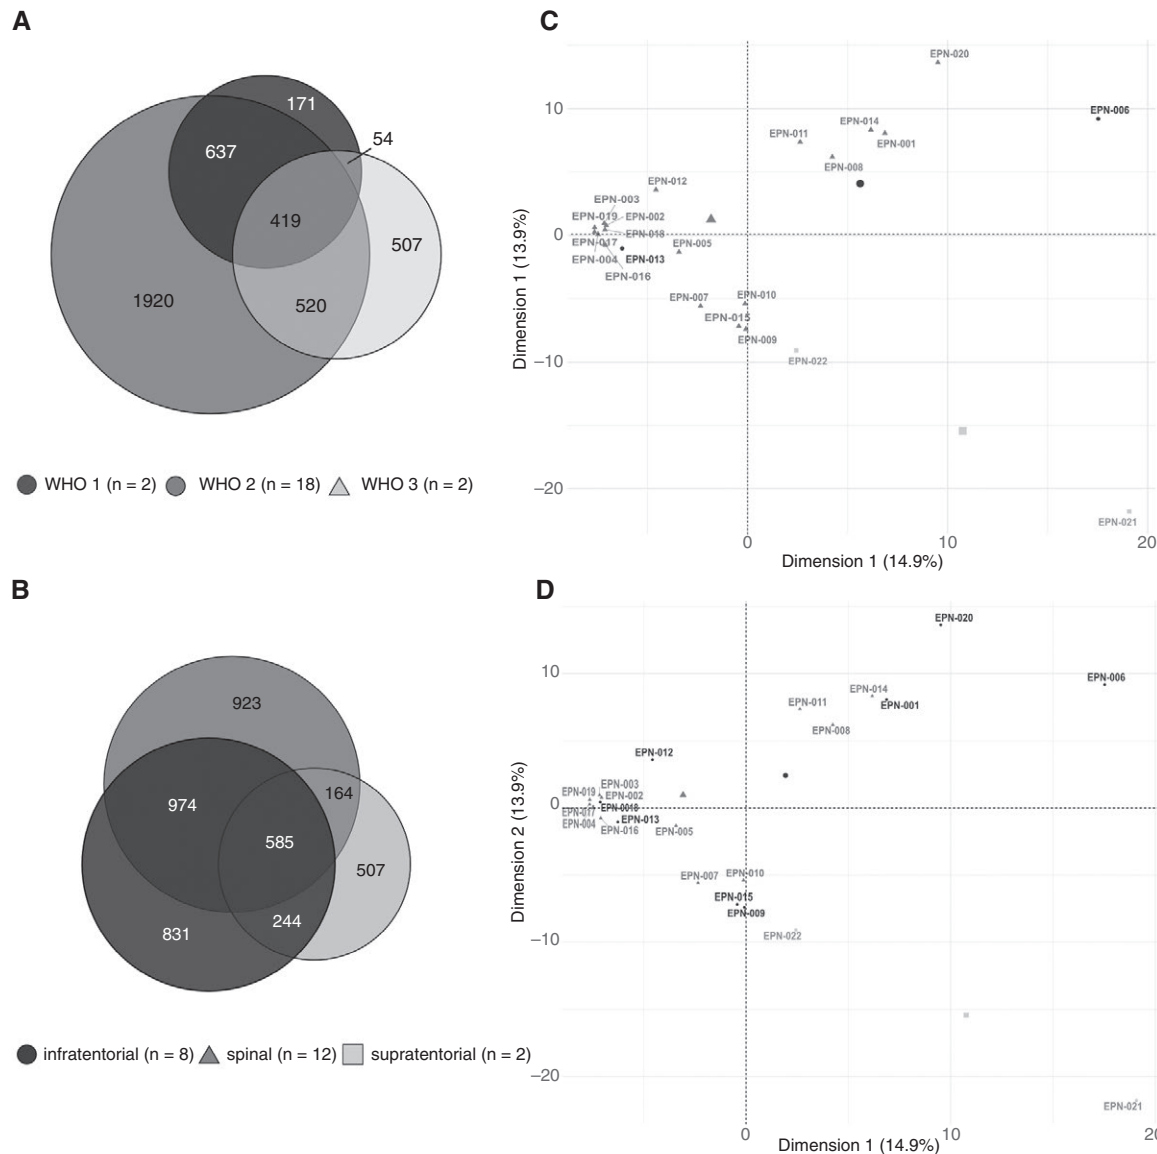 A
171
54
637
419
507
1920
520
WHO 1 (n = 2) WHO 2 (n = 18) WHO 3 (n = 2)
B
923
974
164
585
507
831
244
infratentorial (n = 8) spinal (n = 12) supratentorial (n = 2)
C
EPN-020
EPN-006
10
EPN-014
EPN-011
EPN-001
EPN-008
EPN-012
EPN-003
EPN-019 EPN-002
0
EPN-018
EPN-017
EPN-005
EPN-004 EPN-013
EPN-016
EPN-007 EPN-010
EPN-015
EPN-009
EPN-022
−10
−20
EPN-021
0 10 20
Dimension 1 (13.9%)
Dimension 1 (14.9%)
D
EPN-020
10
EPN-006
EPN-014
EPN-011 EPN-001
EPN-008
EPN-012
EPN-003
EPN-019
EPN-002
0
EPN-0018
EPN-017
EPN-013
EPN-004
EPN-016 EPN-005
EPN-007 EPN-010
EPN-015
EPN-009
EPN-022
−10
−20
EPN-021
0 10 20
Dimension 2 (13.9%)
Dimension 1 (14.9%)